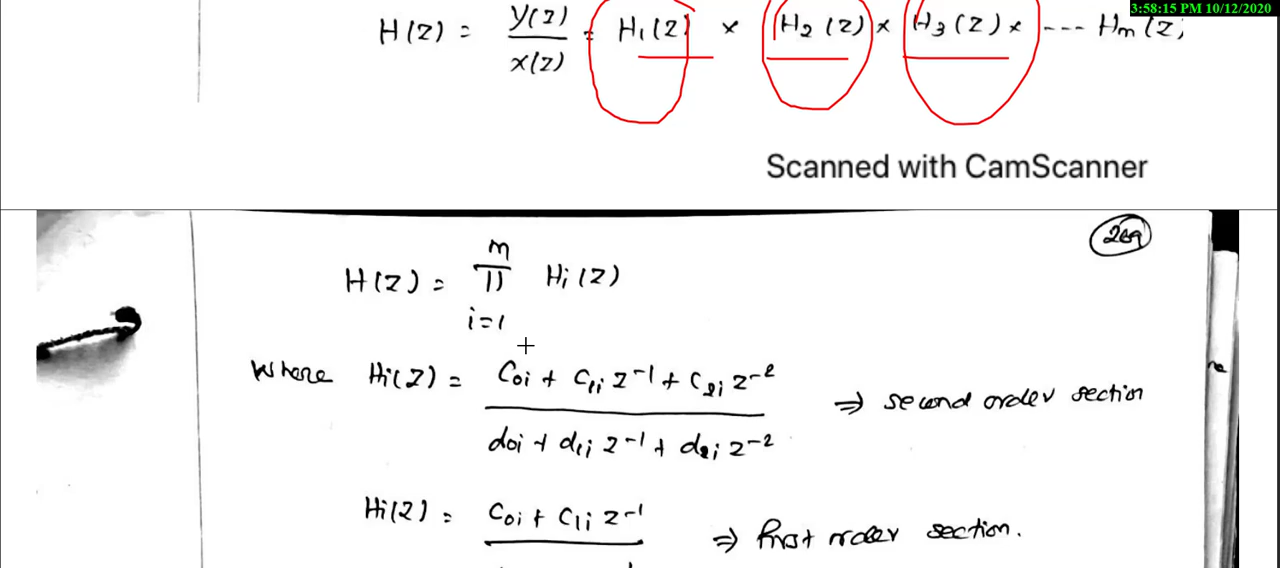 3:58:15 PM 10/12/2020
H(z) = Y(z)/X(z) = H₁(z) × H₂(z) × H₃(z) × ---- Hm(z)
Scanned with CamScanner
269
H(z) = m π i=1 Hi(z)
Where Hi(z) = C₀i + C₁i z⁻¹ + C₂i z⁻² / d₀i + d₁i z⁻¹ + d₂i z⁻² ⇒ second order section
Hi(z) = C₀i + C₁i z⁻¹ ⇒ first order section.